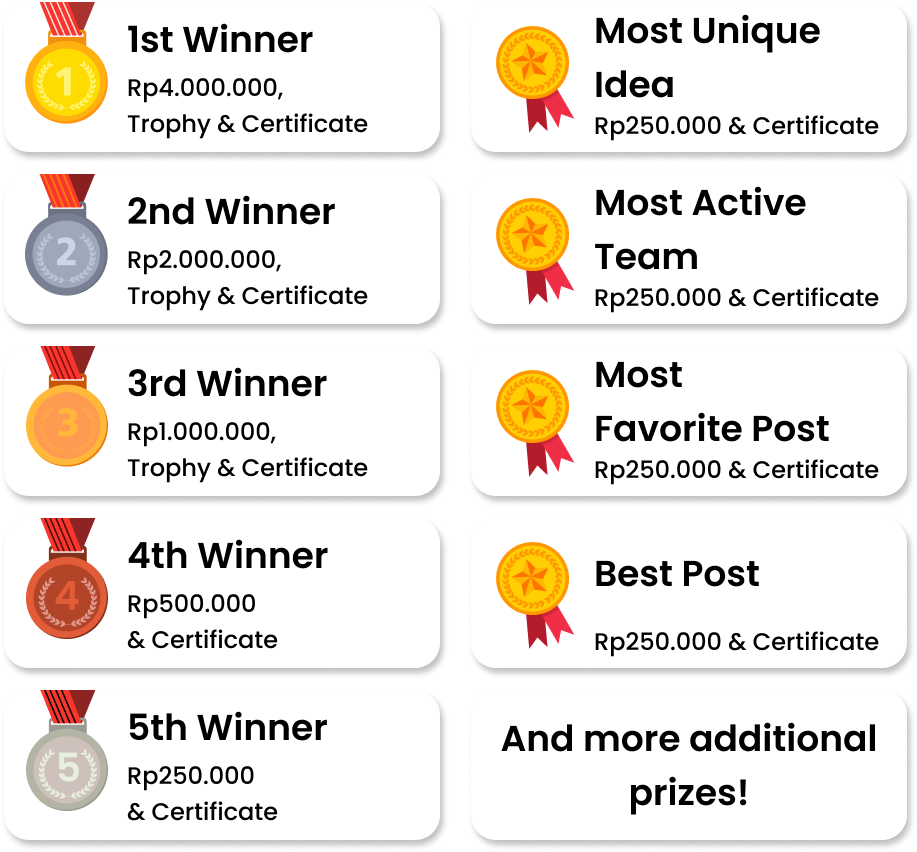 1
1st Winner
Rp4.000.000,
Trophy & Certificate
Most Unique
Idea
Rp250.000 & Certificate
2
2nd Winner
Rp2.000.000,
Trophy & Certificate
Most Active
Team
Rp250.000 & Certificate
3
3rd Winner
Rp1.000.000,
Trophy & Certificate
Most
Favorite Post
Rp250.000 & Certificate
4
4th Winner
Rp500.000
& Certificate
Best Post
Rp250.000 & Certificate
5
5th Winner
Rp250.000
& Certificate
And more additional
prizes!